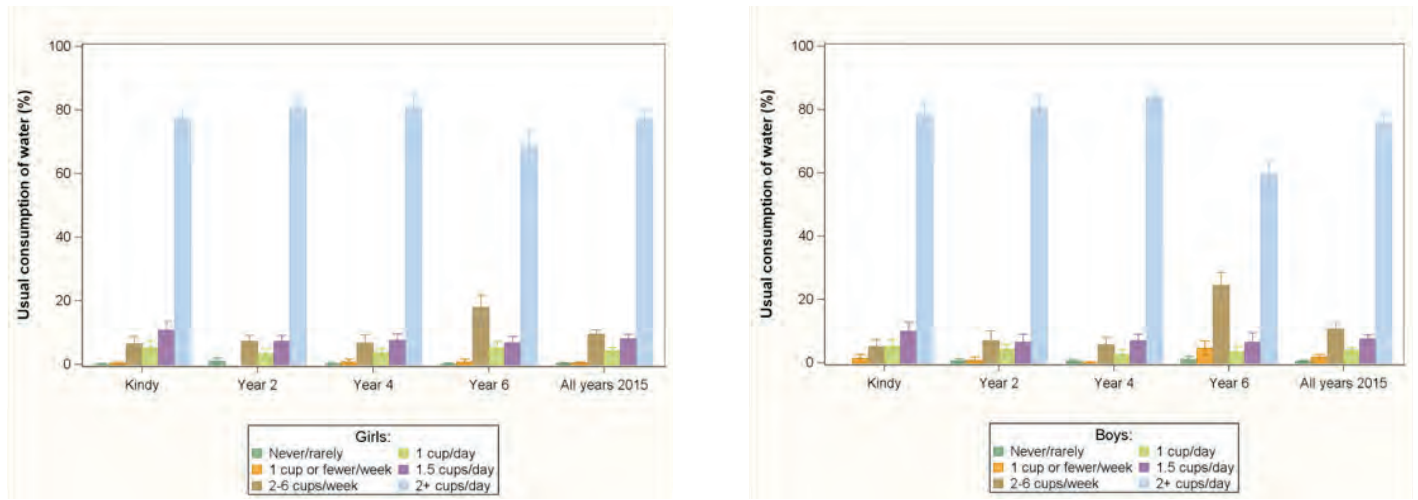 Usual consumption of water (%)
100
80
60
40
20
0
Kindy Year 2 Year 4 Year 6 All years 2015
Girls:
Never/rarely 1 cup/day
1 cup or fewer/week 1.5 cups/day
2-6 cups/week 2+ cups/day
Usual consumption of water (%)
100
80
60
40
20
0
Kindy Year 2 Year 4 Year 6 All years 2015
Boys:
Never/rarely 1 cup/day
1 cup or fewer/week 1.5 cups/day
2-6 cups/week 2+ cups/day